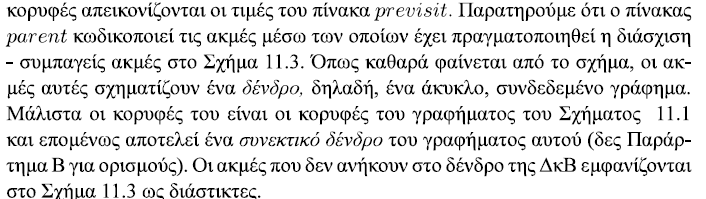 κορυφές απεικονίζονται οι τιμές του πίνακα previsit. Παρατηρούμε ότι ο πίνακας
parent κωδικοποιεί τις ακμές μέσω των οποίων έχει πραγματοποιηθεί η διάσχιση
- συμπαγείς ακμές στο Σχήμα 11.3. Όπως καθαρά φαίνεται από το σχήμα, οι ακ-
μές αυτές σχηματίζουν ένα δένδρο, δηλαδή, ένα άκυκλο, συνδεδεμένο γράφημα.
Μάλιστα οι κορυφές του είναι οι κορυφές του γραφήματος του Σχήματος 11.1
και επομένως αποτελεί ένα συνεκτικό δένδρο του γραφήματος αυτού (δες Παράρ-
τημα Β για ορισμούς). Οι ακμές που δεν ανήκουν στο δένδρο της ΔκΒ εμφανίζονται
στο Σχήμα 11.3 ως διάστικτες.